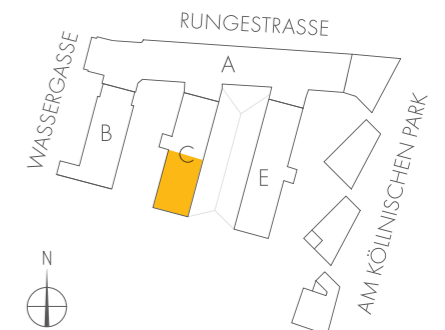 RUNGESTRASSE
WASSERGASSE
A
B
C
E
AM KÖLLNISCHEN PARK
N